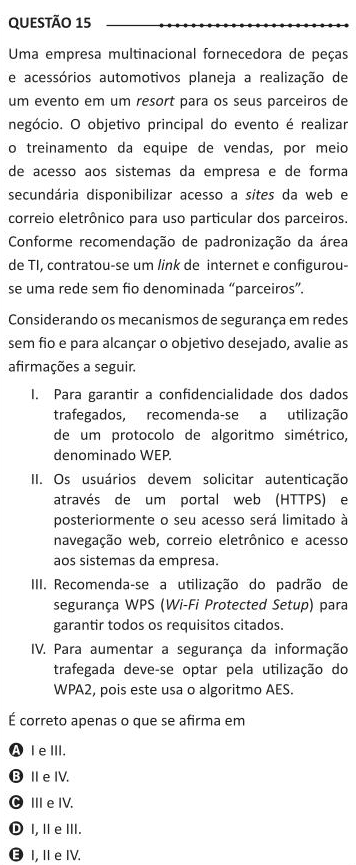 QUESTÃO 15
Uma empresa multinacional fornecedora de peças
e acessórios automotivos planeja a realização de
um evento em um resort para os seus parceiros de
negócio. O objetivo principal do evento é realizar
o treinamento da equipe de vendas, por meio
de acesso aos sistemas da empresa e de forma
secundária disponibilizar acesso a sites da web e
correio eletrônico para uso particular dos parceiros.
Conforme recomendação de padronização da área
de TI, contratou-se um link de internet e configurou-
se uma rede sem fio denominada “parceiros”.
Considerando os mecanismos de segurança em redes
sem fio e para alcançar o objetivo desejado, avalie as
afirmações a seguir.
I. Para garantir a confidencialidade dos dados
trafegados, recomenda-se a utilização
de um protocolo de algoritmo simétrico,
denominado WEP.
II. Os usuários devem solicitar autenticação
através de um portal web (HTTPS) e
posteriormente o seu acesso será limitado à
navegação web, correio eletrônico e acesso
aos sistemas da empresa.
III. Recomenda-se a utilização do padrão de
segurança WPS (Wi-Fi Protected Setup) para
garantir todos os requisitos citados.
IV. Para aumentar a segurança da informação
trafegada deve-se optar pela utilização do
WPA2, pois este usa o algoritmo AES.
É correto apenas o que se afirma em
A I e III.
B II e IV.
C III e IV.
D I, II e III.
E I, II e IV.